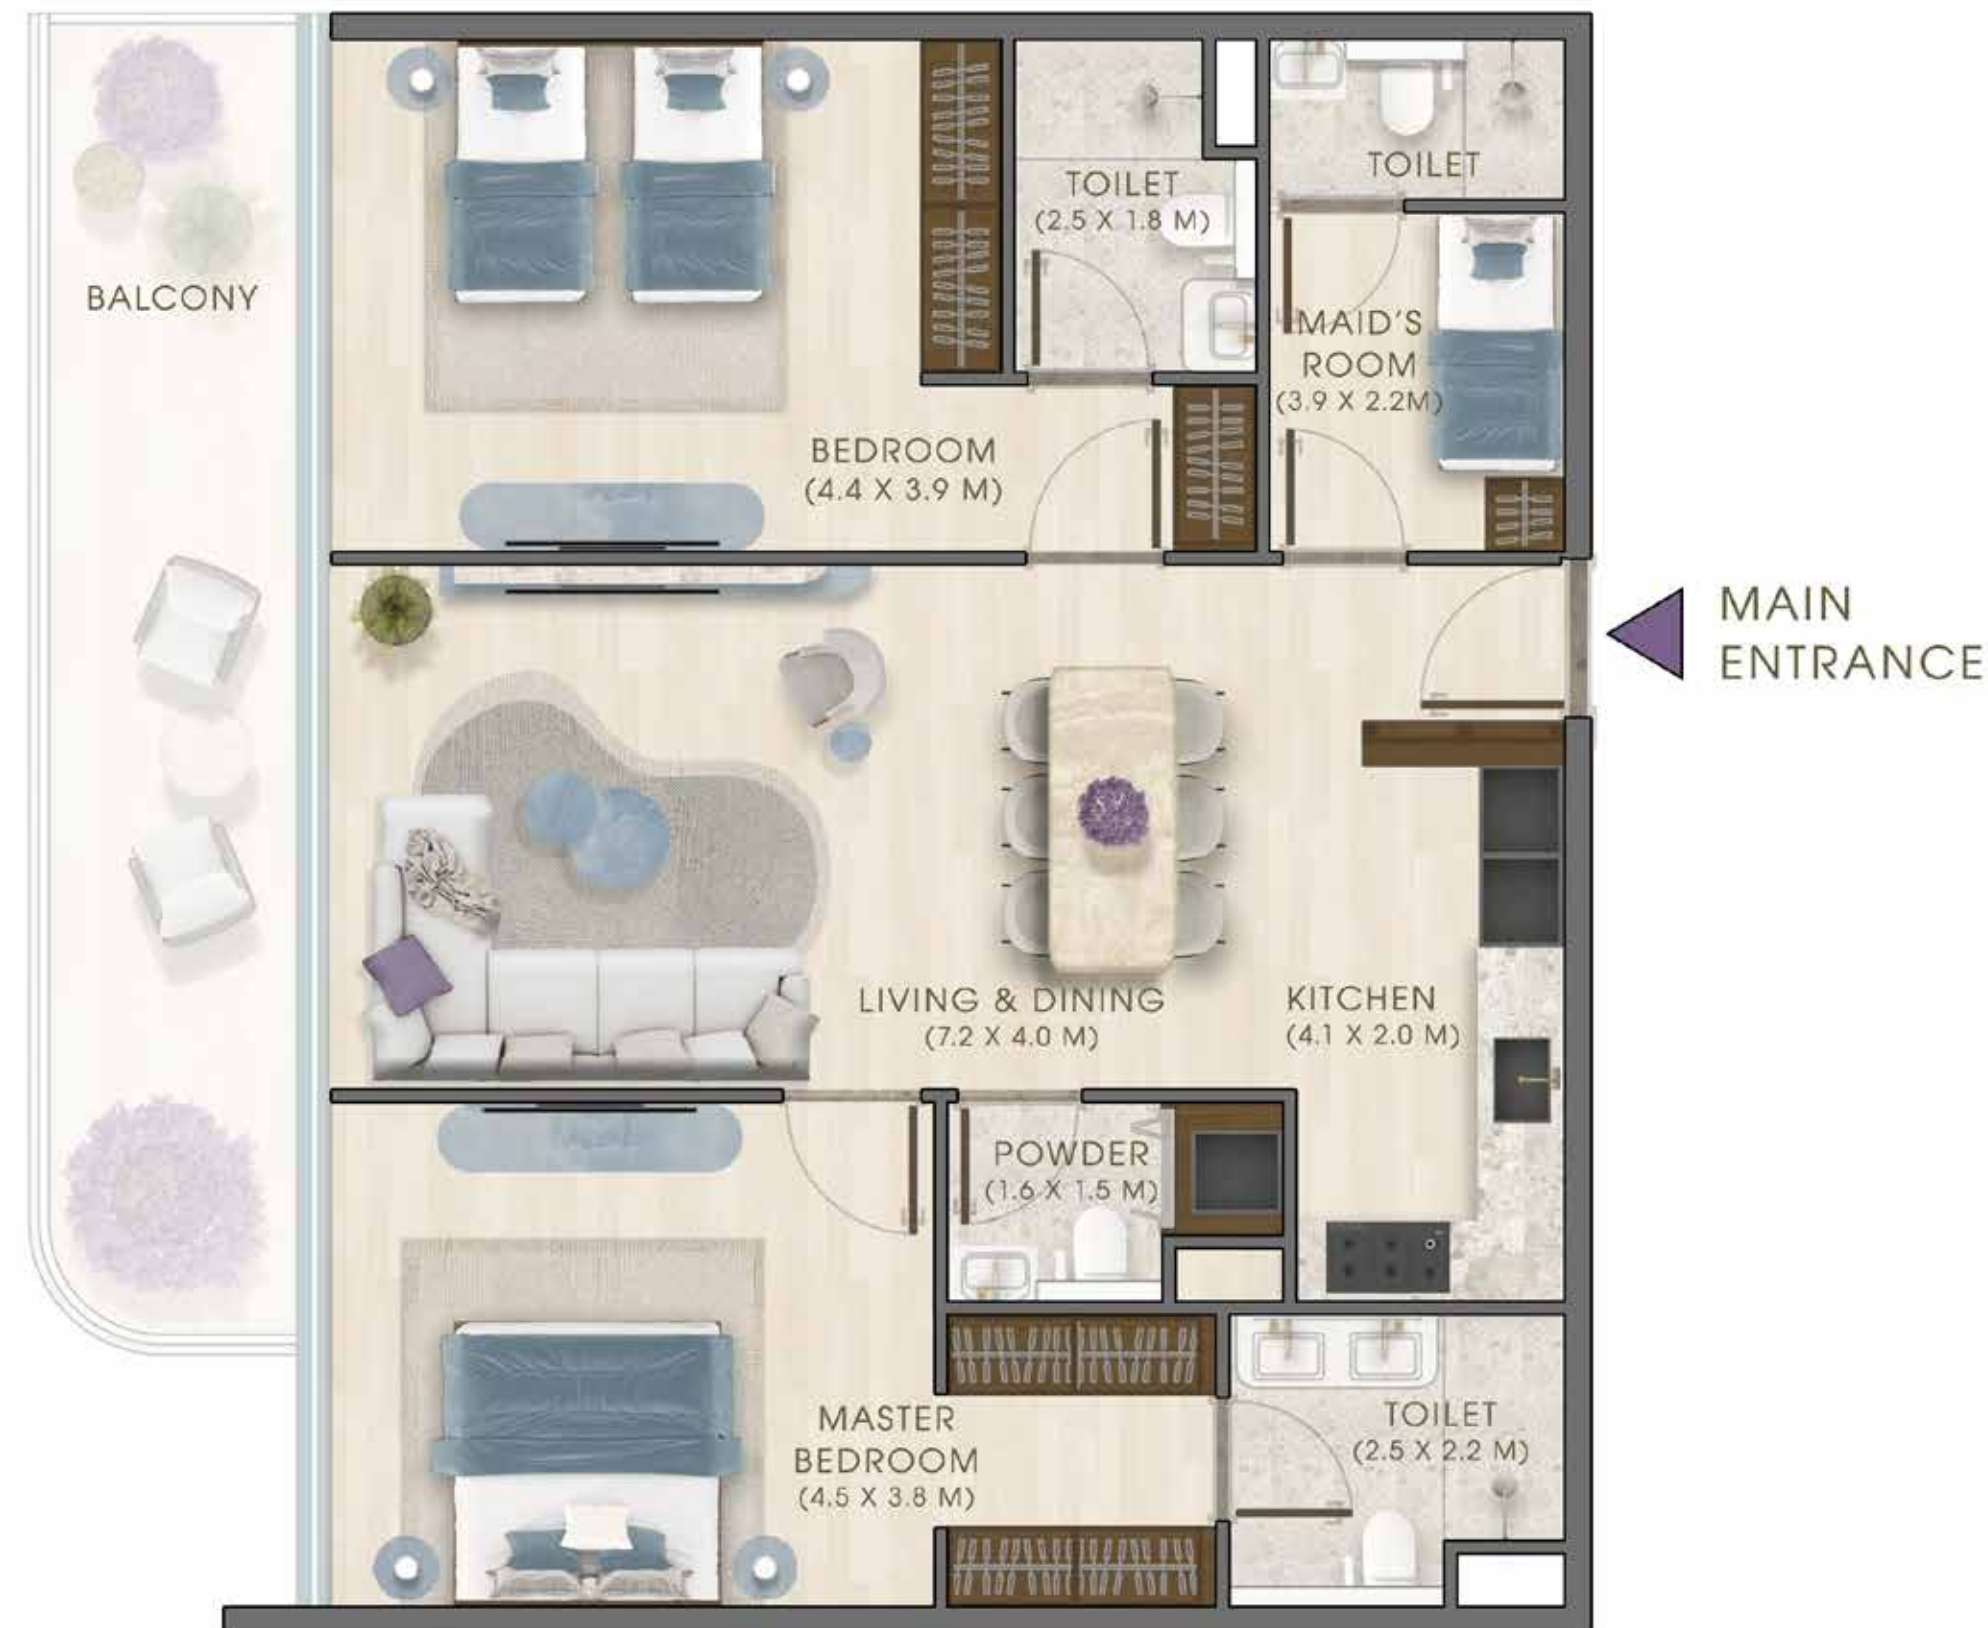 TOILET
TOILET
(2.5 X 1.8 M)
BALCONY
MAID'S
ROOM
(3.9 X 2.2M)
BEDROOM
(4.4 X 3.9 M)
MAIN
ENTRANCE
LIVING & DINING
(7.2 X 4.0 M)
KITCHEN
(4.1 X 2.0 M)
POWDER
(1.6 X 1.5 M)
MASTER
BEDROOM
(4.5 X 3.8 M)
TOILET
(2.5 X 2.2 M)